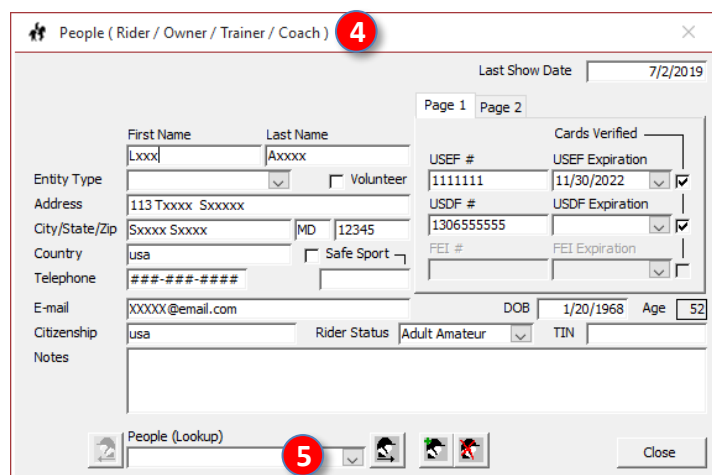 People ( Rider / Owner / Trainer / Coach ) 4
Last Show Date 7/2/2019
Page 1 Page 2
Cards Verified
First Name Last Name
Lxxx Axxxx
USEF # USEF Expiration
Entity Type Volunteer
1111111 11/30/2022
Address 113 Txxxx Sxxxxx
USDF # USDF Expiration
City/State/Zip Sxxxx Sxxxx MD 12345
1306555555
Country usa Safe Sport
FEI # FEI Expiration
Telephone ###-###-####
E-mail XXXXX@email.com DOB 1/20/1968 Age 52
Citizenship usa Rider Status Adult Amateur TIN
Notes
People (Lookup)
5
Close